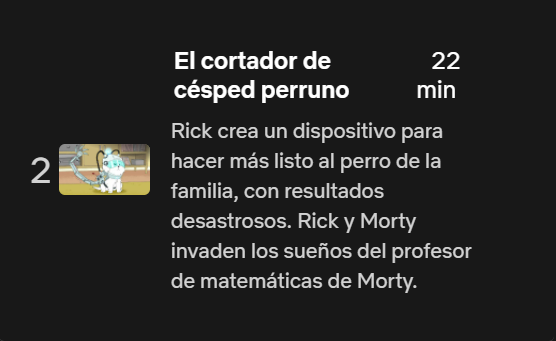 El cortador de
césped perruno
22
min
2
Rick crea un dispositivo para
hacer más listo al perro de la
familia, con resultados
desastrosos. Rick y Morty
invaden los sueños del profesor
de matemáticas de Morty.